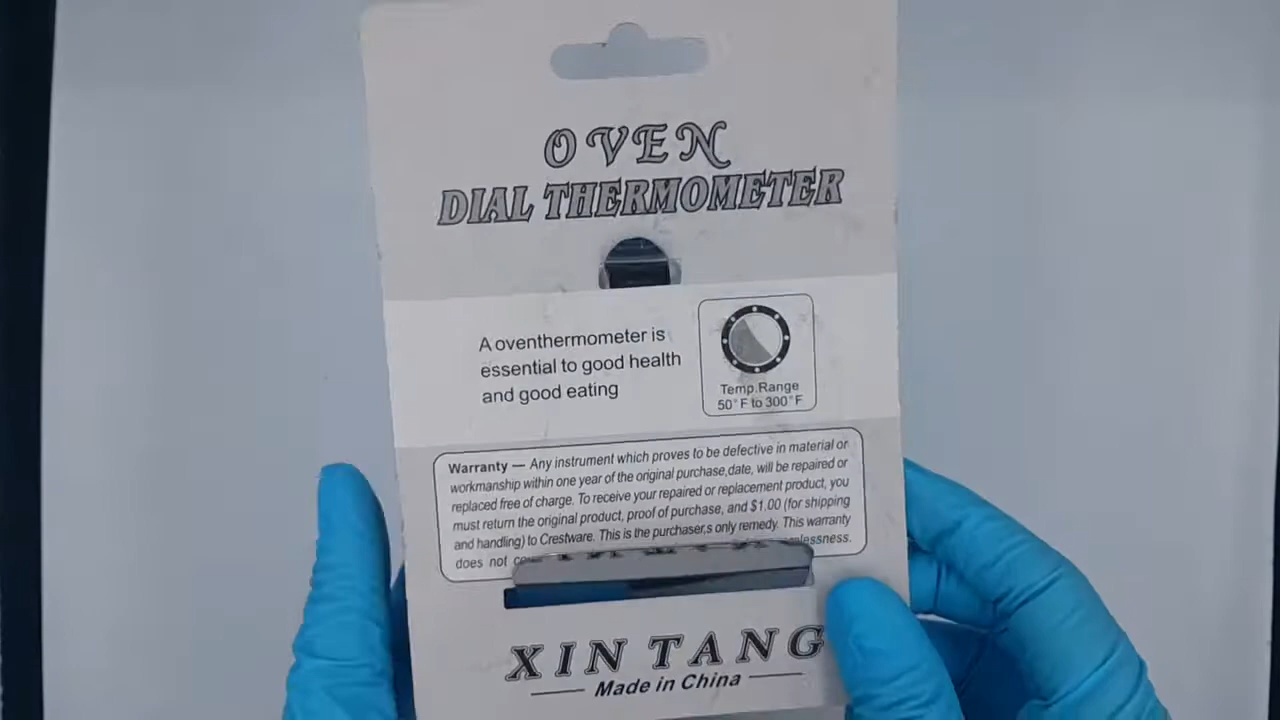 OVEN
DIAL THERMOMETER
A oventhermometer is
essential to good health
and good eating
Temp.Range
50°F to 300°F
Warranty — Any instrument which proves to be defective in material or
workmanship within one year of the original purchase,date, will be repaired or
replaced free of charge. To receive your repaired or replacement product, you
must return the original product, proof of purchase, and $1.00 (for shipping
and handling) to Crestware. This is the purchaser,s only remedy. This warranty
does not
XIN TANG
Made in China